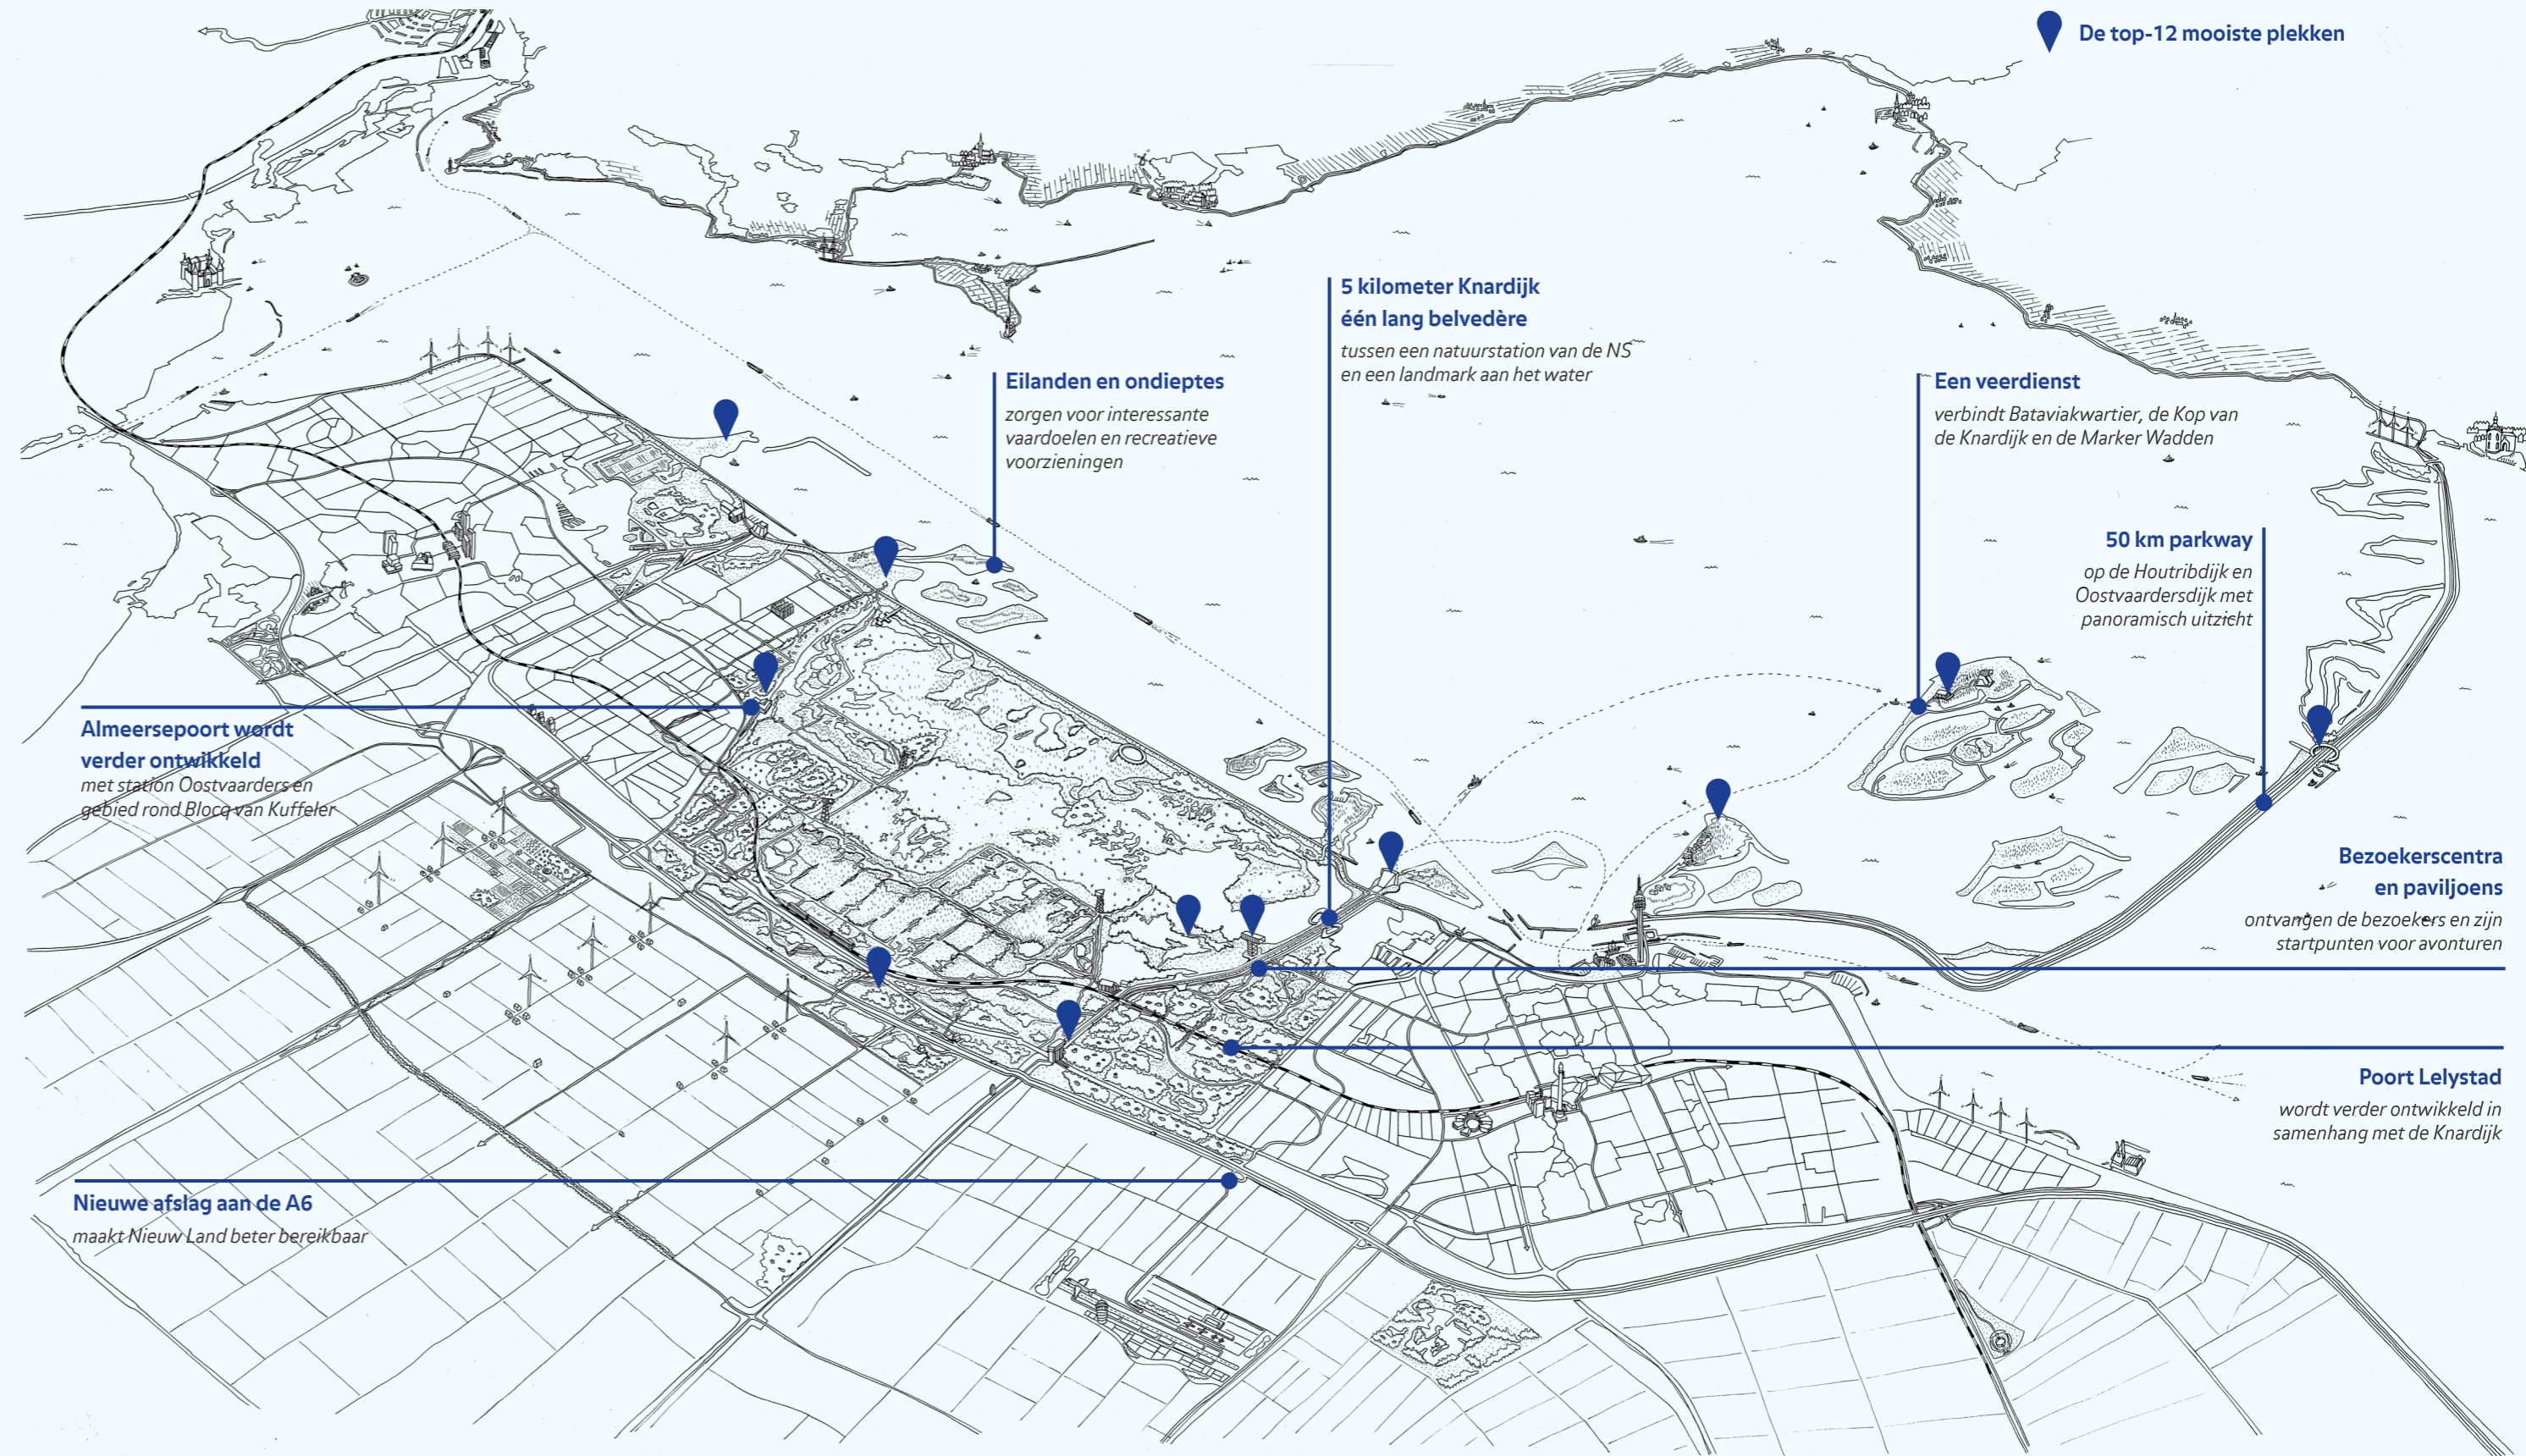 De top-12 mooiste plekken
5 kilometer Knardijk
één lang belvedère
tussen een natuurstation van de NS
en een landmark aan het water
Eilanden en ondieptes
zorgen voor interessante
vaardoelen en recreatieve
voorzieningen
Een veerdienst
verbindt Bataviakwartier, de Kop van
de Knardijk en de Marker Wadden
50 km parkway
op de Houtribdijk en
Oostvaardersdijk met
panoramisch uitzicht
Almeersepoort wordt
verder ontwikkeld
met station Oostvaarders en
gebied rond Blocq van Kuffeler
Bezoekerscentra
en paviljoens
ontvangen de bezoekers en zijn
startpunten voor avonturen
Poort Lelystad
wordt verder ontwikkeld in
samenhang met de Knardijk
Nieuwe afslag aan de A6
maakt Nieuw Land beter bereikbaar